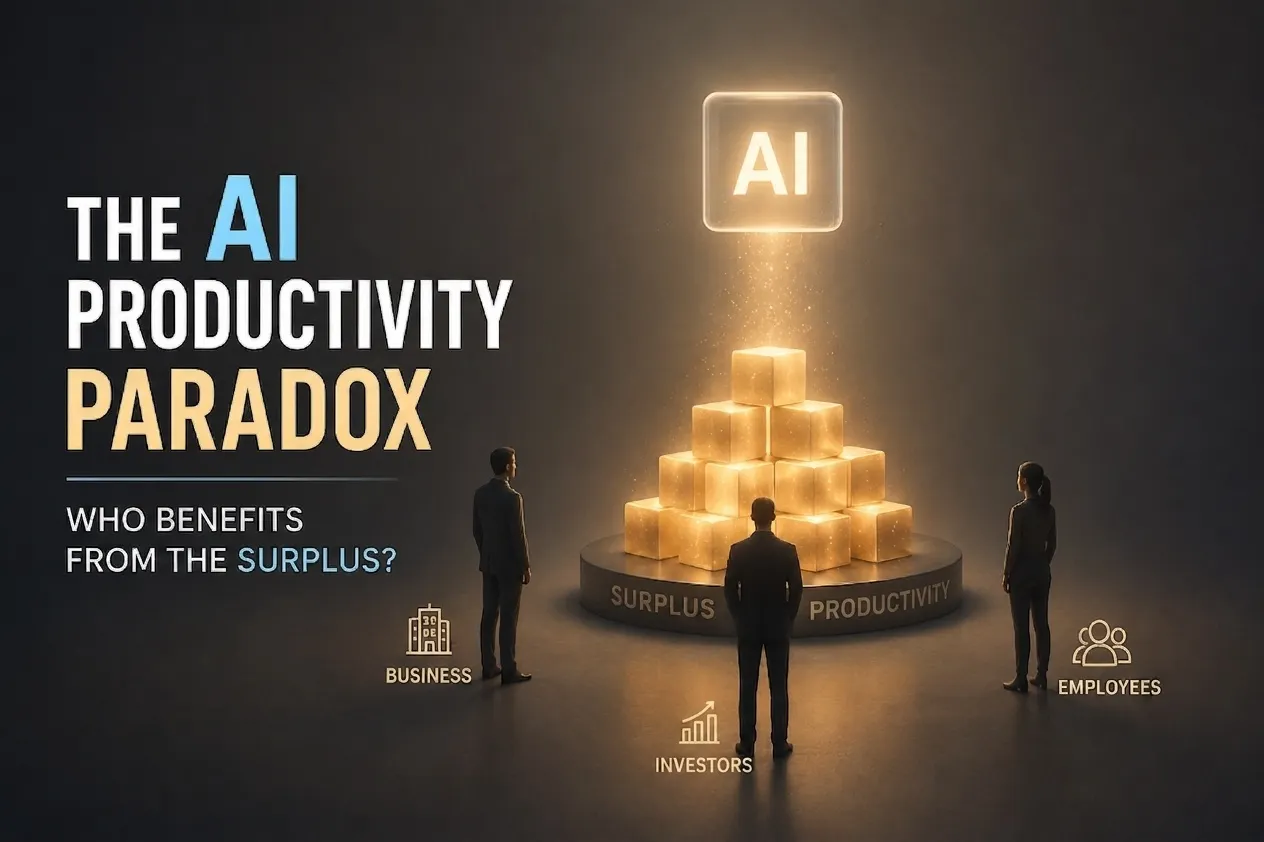 THE AI
PRODUCTIVITY
PARADOX
WHO BENEFITS
FROM THE SURPLUS?
AI
SURPLUS PRODUCTIVITY
BUSINESS
INVESTORS
EMPLOYEES